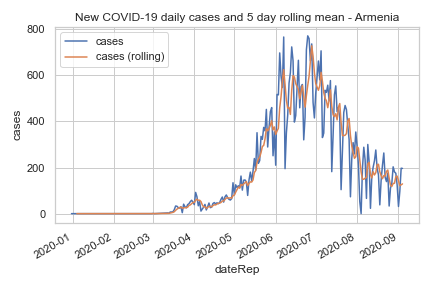 New COVID-19 daily cases and 5 day rolling mean - Armenia
cases
cases (rolling)
800
600
400
200
0
cases
2020-01
2020-02
2020-03
2020-04
2020-05
2020-06
2020-07
2020-08
2020-09
dateRep